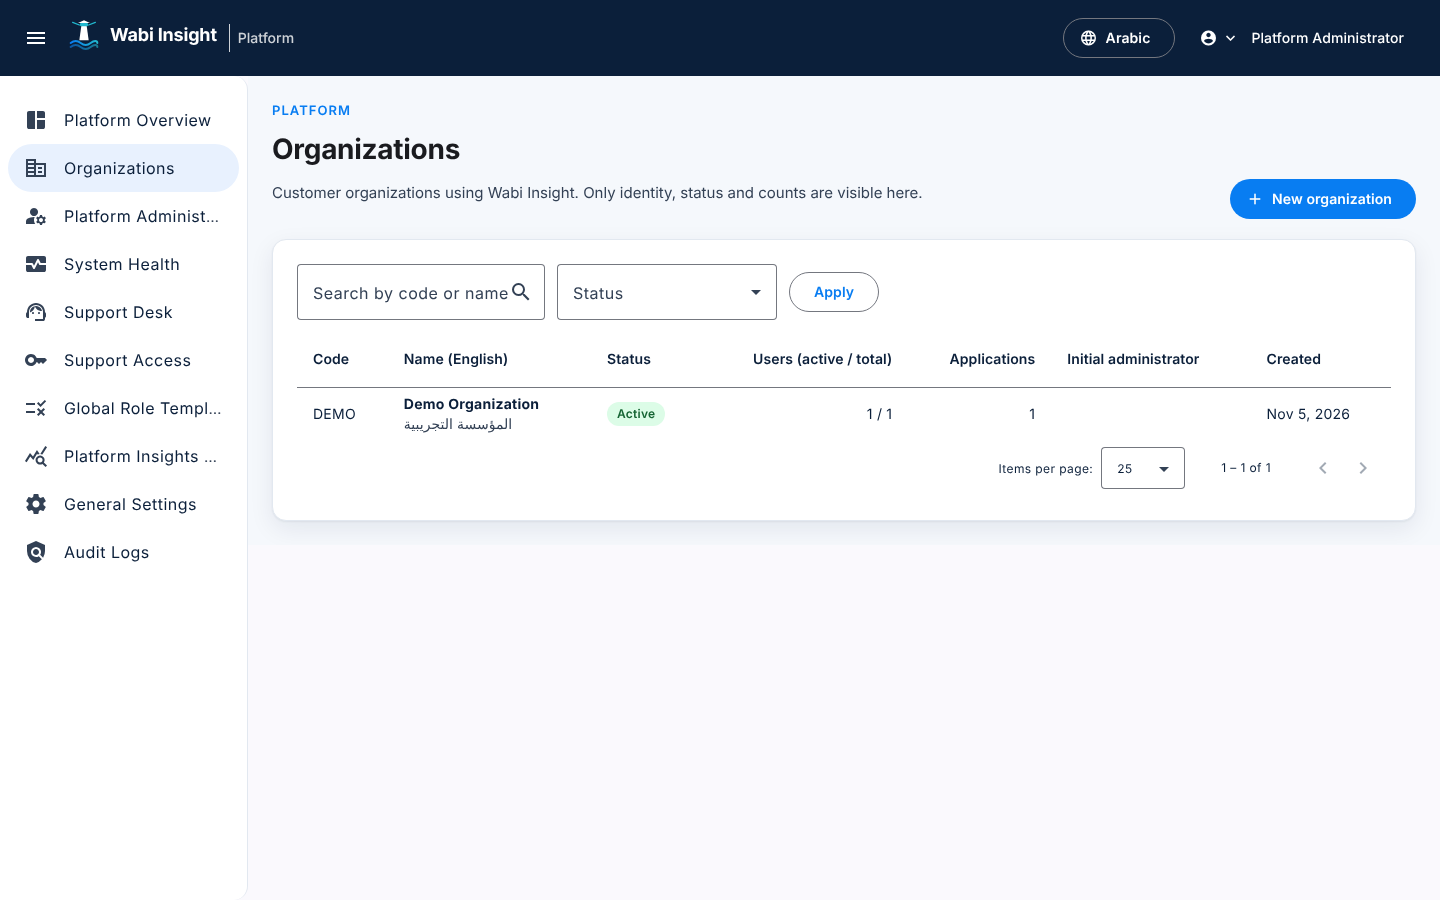 Wabi Insight
Platform
Arabic
Platform Administrator
Platform Overview
Organizations
Platform Administ...
System Health
Support Desk
Support Access
Global Role Templ...
Platform Insights ...
General Settings
Audit Logs
PLATFORM
Organizations
Customer organizations using Wabi Insight. Only identity, status and counts are visible here.
New organization
Search by code or name
Status
Apply
Code Name (English) Status Users (active / total) Applications Initial administrator Created
DEMO Demo Organization Active 1 / 1 1 Nov 5, 2026
المؤسسة التجريبية
Items per page: 25 1 – 1 of 1